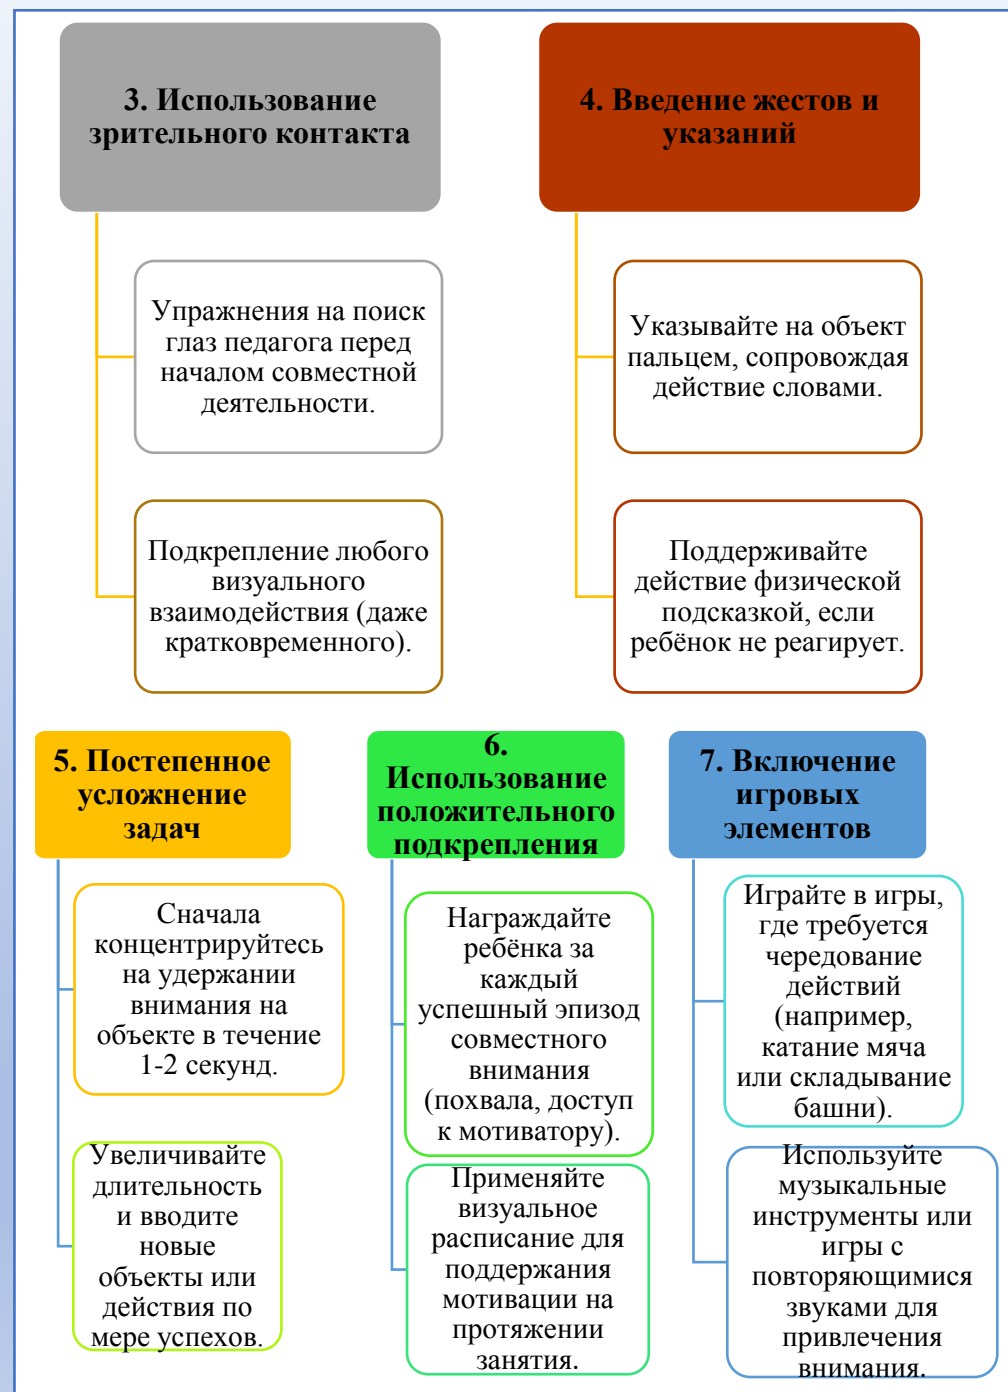 3. Использование
зрительного контакта
Упражнения на поиск
глаз педагога перед
началом совместной
деятельности.
Подкрепление любого
визуального
взаимодействия (даже
кратковременного).
4. Введение жестов и
указаний
Указывайте на объект
пальцем, сопровождая
действие словами.
Поддерживайте
действие физической
подсказкой, если
ребёнок не реагирует.
5. Постепенное
усложнение
задач
Сначала
концентрируйтесь
на удержании
внимания на
объекте в течение
1-2 секунд.
Увеличивайте
длительность
и вводите
новые
объекты или
действия по
мере успехов.
6.
Использование
положительного
подкрепления
Награждайте
ребёнка за
каждый
успешный эпизод
совместного
внимания
(похвала, доступ
к мотиватору).
Применяйте
визуальное
расписание для
поддержания
мотивации на
протяжении
занятия.
7. Включение
игровых
элементов
Играйте в игры,
где требуется
чередование
действий
(например,
катание мяча
или складывание
башни).
Используйте
музыкальные
инструменты или
игры с
повторяющимися
звуками для
привлечения
внимания.